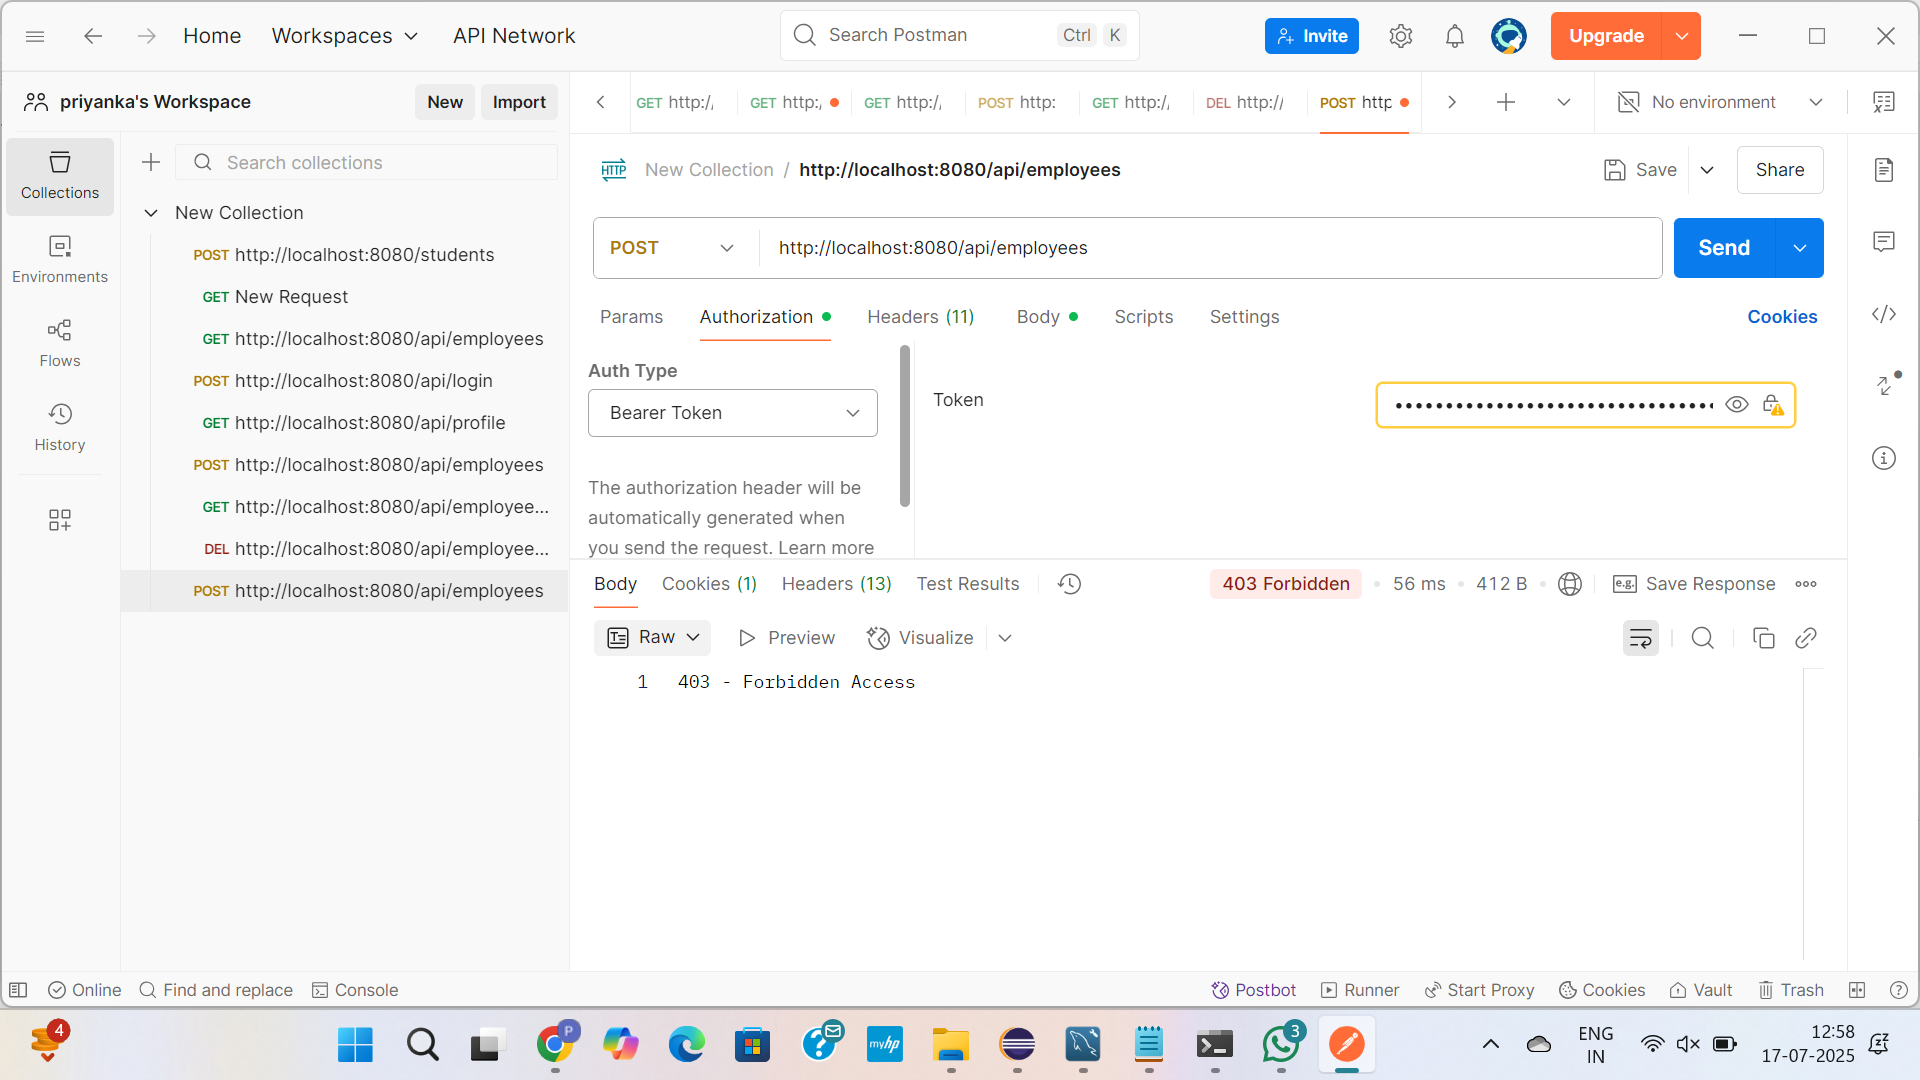 Home
Workspaces
API Network
Search Postman
Ctrl
K
Invite
Upgrade
priyanka's Workspace
New
Import
GET http:/,
GET http:,
GET http:/,
POST http:
GET http:/,
DEL http://
POST http
No environment
Collections
Environments
Flows
History
Search collections
New Collection
POST http://localhost:8080/students
GET New Request
GET http://localhost:8080/api/employees
POST http://localhost:8080/api/login
GET http://localhost:8080/api/profile
POST http://localhost:8080/api/employees
GET http://localhost:8080/api/employee...
DEL http://localhost:8080/api/employee...
POST http://localhost:8080/api/employees
HTTP
New Collection / http://localhost:8080/api/employees
Save
Share
POST
http://localhost:8080/api/employees
Send
Params
Authorization
Headers (11)
Body
Scripts
Settings
Cookies
Auth Type
Bearer Token
The authorization header will be
automatically generated when
you send the request. Learn more
Token
Body
Cookies (1)
Headers (13)
Test Results
403 Forbidden
56 ms
412 B
e.g.
Save Response
Raw
Preview
Visualize
1
403 - Forbidden Access
Online
Find and replace
Console
Postbot
Runner
Start Proxy
Cookies
Vault
Trash
4
P
myhp
3
ENG
IN
12:58
17-07-2025